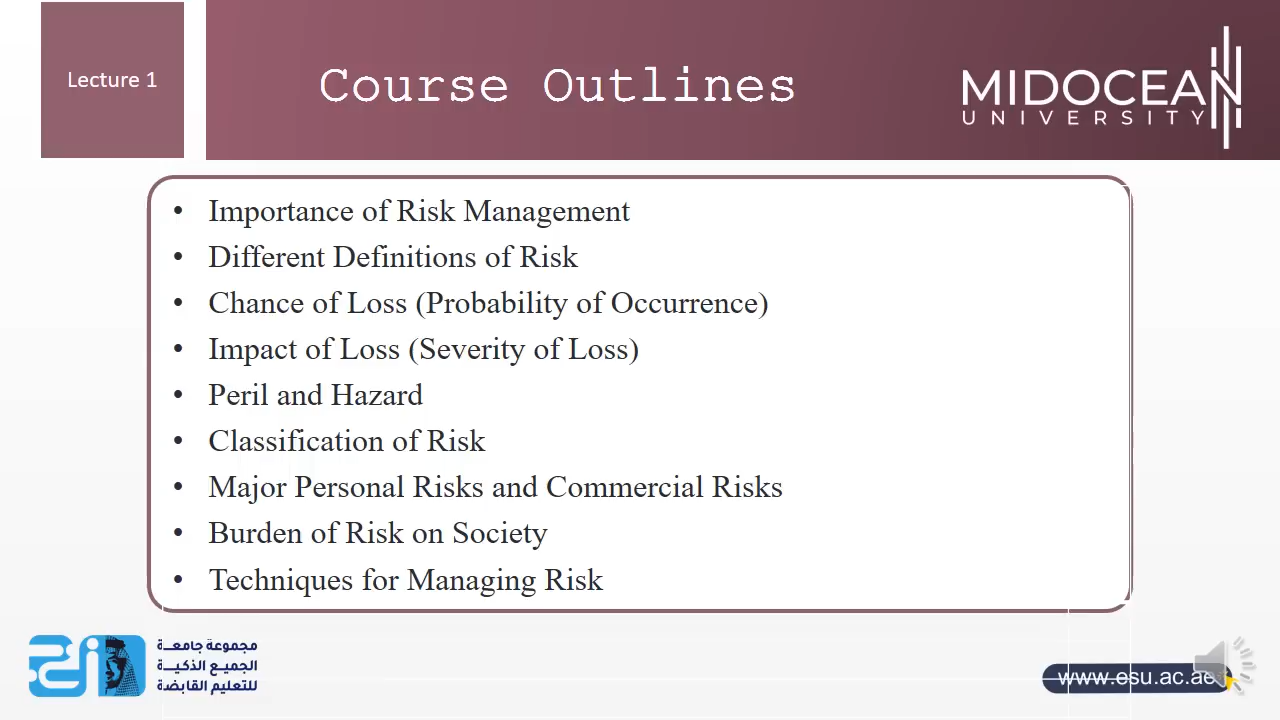 Lecture 1
Course Outlines
MIDOCEAN
UNIVERSITY
• Importance of Risk Management
• Different Definitions of Risk
• Chance of Loss (Probability of Occurrence)
• Impact of Loss (Severity of Loss)
• Peril and Hazard
• Classification of Risk
• Major Personal Risks and Commercial Risks
• Burden of Risk on Society
• Techniques for Managing Risk
مجموعة جامعة
الجميع الذكية
للتعليم القابضة
www.esu.ac.ae